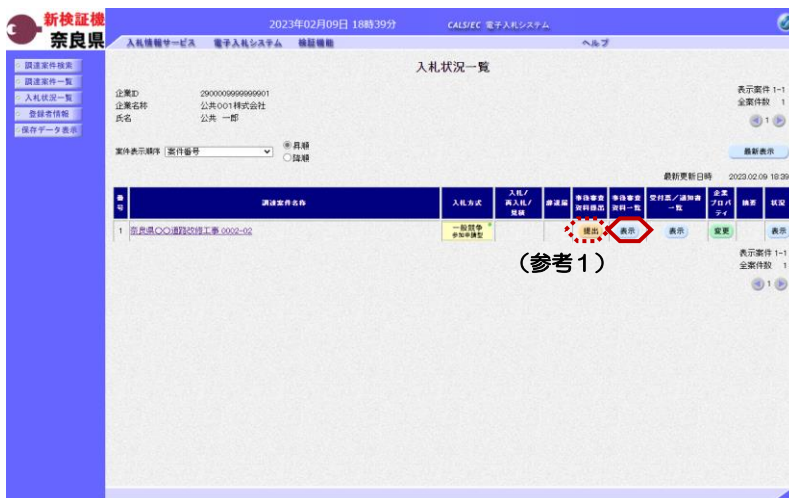 新検証機
奈良県
2023年02月09日 18時39分
CALS/EC 電子入札システム
入札情報サービス 電子入札システム 検証機能 ヘルプ
調達案件検索
調達案件一覧
入札状況一覧
登録者情報
保存データ表示
入札状況一覧
企業ID 2900009999999901
企業名称 公共001株式会社
氏名 公共 一郎
表示案件 1-1
全案件数 1
1
案件表示順序 案件番号
昇順
降順
最新表示
最新更新日時 2023.02.09 18:39
番号 調達案件名称 入札方式 入札/再入札/見積 辞退届 事後審査資料提出 事後審査資料一覧 受付票/通知書一覧 企業プロパティ 摘要 状況
1 奈良県〇〇道路改修工事 0002-02 一般競争 参加申請型 提出 表示 表示 変更 表示
(参考1)
表示案件 1-1
全案件数 1
1